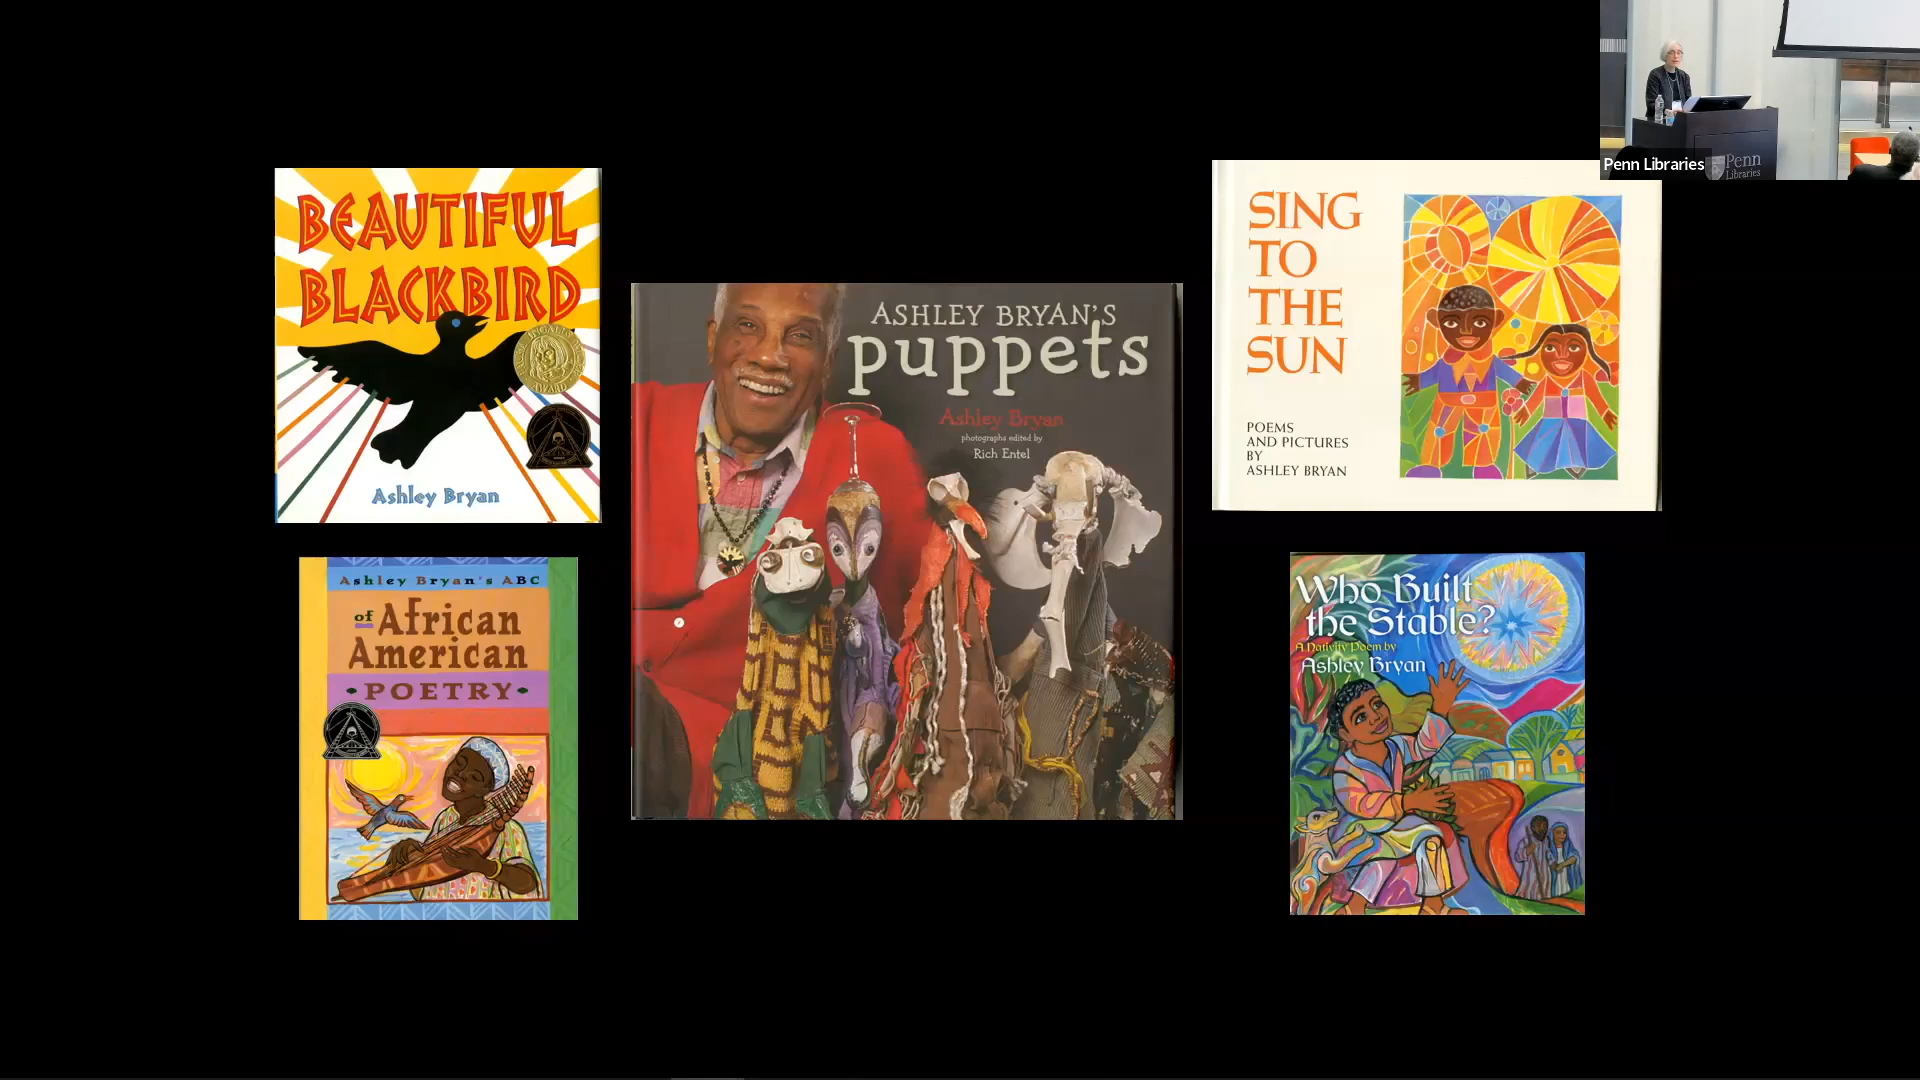 BEAUTIFUL
BLACKBIRD
AWARD
Ashley Bryan
Ashley Bryan's ABC
of African
American
POETRY
ASHLEY BRYAN'S
puppets
Ashley Bryan
photographs edited by
Rich Entel
SING
TO
THE
SUN
POEMS
AND PICTURES
BY
ASHLEY BRYAN
Who Built
the Stable?
A Nativity Poem by
Ashley Bryan
Penn Libraries
Penn
Libraries